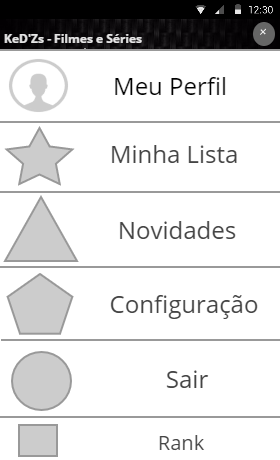 12:30
KeD'Zs - Filmes e Séries
×
Meu Perfil
Minha Lista
Novidades
Configuração
Sair
Rank